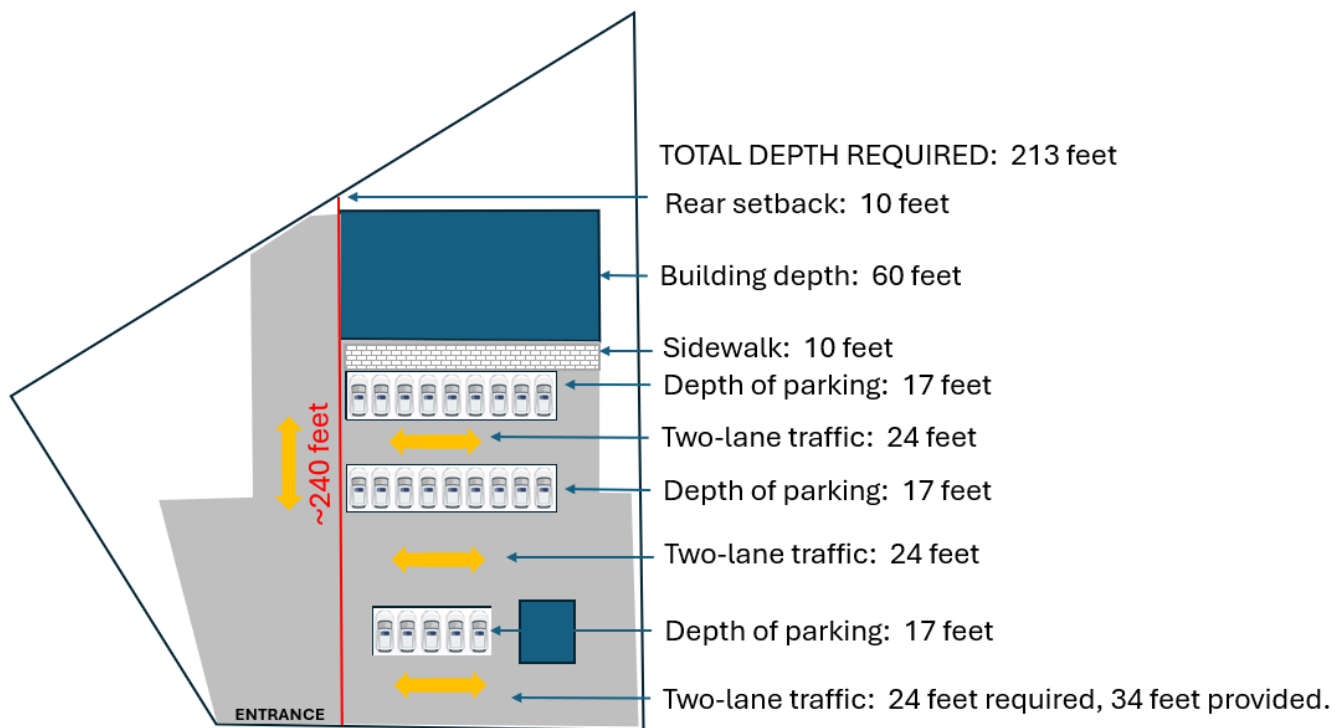 TOTAL DEPTH REQUIRED: 213 feet
Rear setback: 10 feet
Building depth: 60 feet
Sidewalk: 10 feet
Depth of parking: 17 feet
~240 feet
Two-lane traffic: 24 feet
Depth of parking: 17 feet
Two-lane traffic: 24 feet
Depth of parking: 17 feet
Two-lane traffic: 24 feet required, 34 feet provided.
ENTRANCE